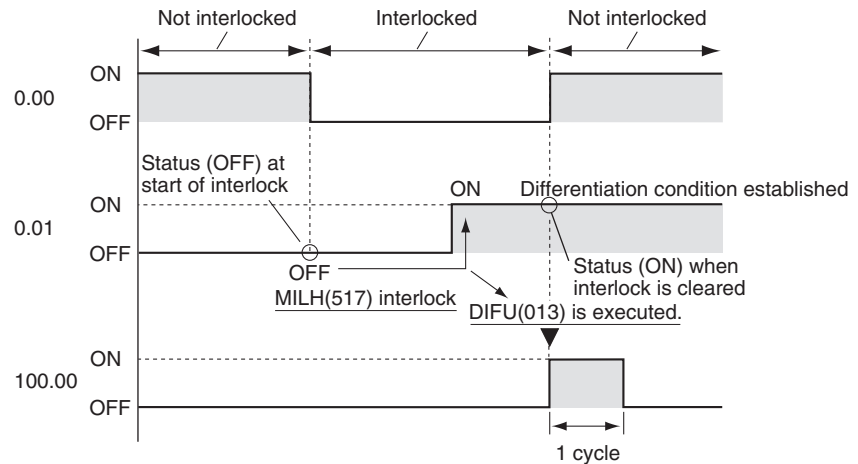 Not interlocked Interlocked Not interlocked
ON
0.00
OFF
Status (OFF) at
start of interlock
ON Differentiation condition established
ON
0.01
OFF
OFF
MILH(517) interlock
Status (ON) when
interlock is cleared
DIFU(013) is executed.
ON
100.00
OFF
1 cycle